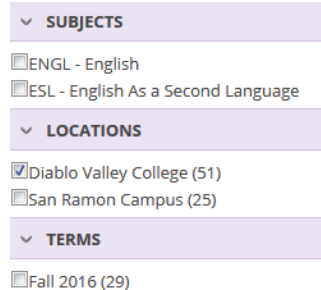 SUBJECTS
ENGL - English
ESL - English As a Second Language
LOCATIONS
Diablo Valley College (51)
San Ramon Campus (25)
TERMS
Fall 2016 (29)